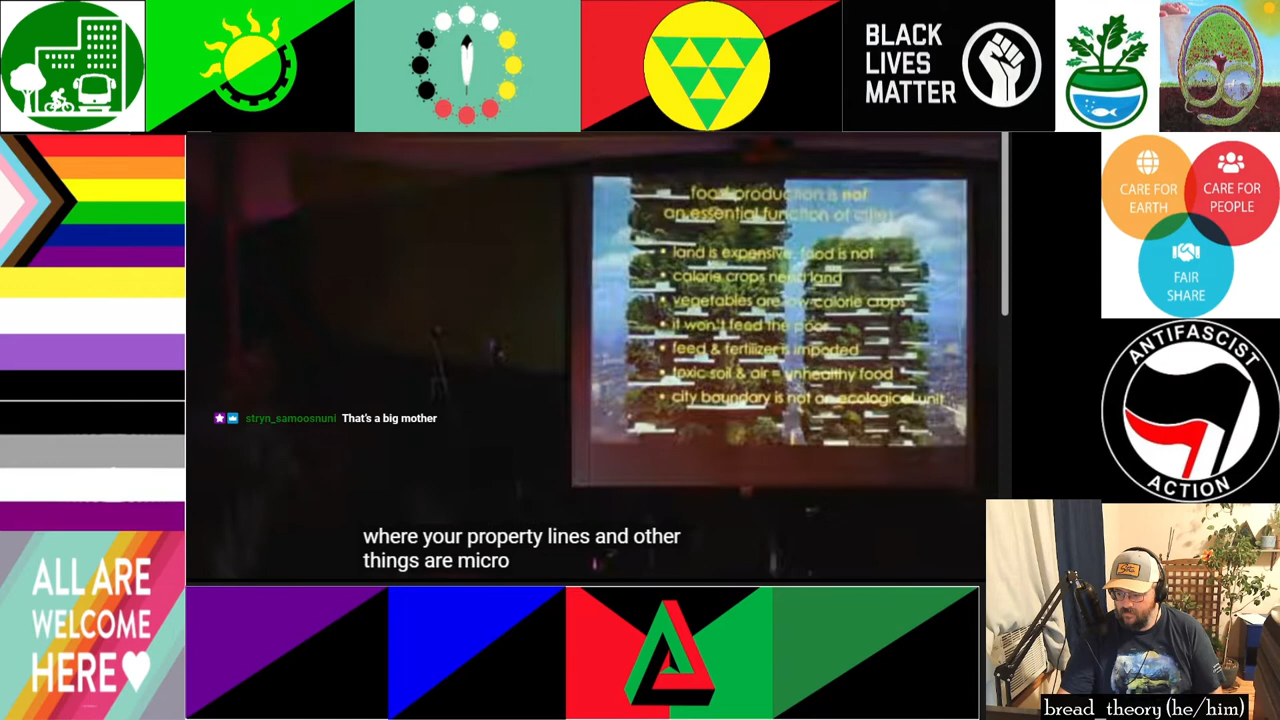 BLACK
LIVES
MATTER
CARE FOR
EARTH
CARE FOR
PEOPLE
FAIR
SHARE
food production is not
an essential function of cities
• land is expensive, food is not
• calorie crops need land
• vegetables are low-calorie crops
• it won't feed the poor
• feed & fertilizer is imported
• toxic soil & air = unhealthy food
• city boundary is not an ecological unit
stryn_samoosnuni That's a big mother
ANTIFASCIST
ACTION
where your property lines and other
things are micro
ALL ARE
WELCOME
HERE
bread_theory (he/him)